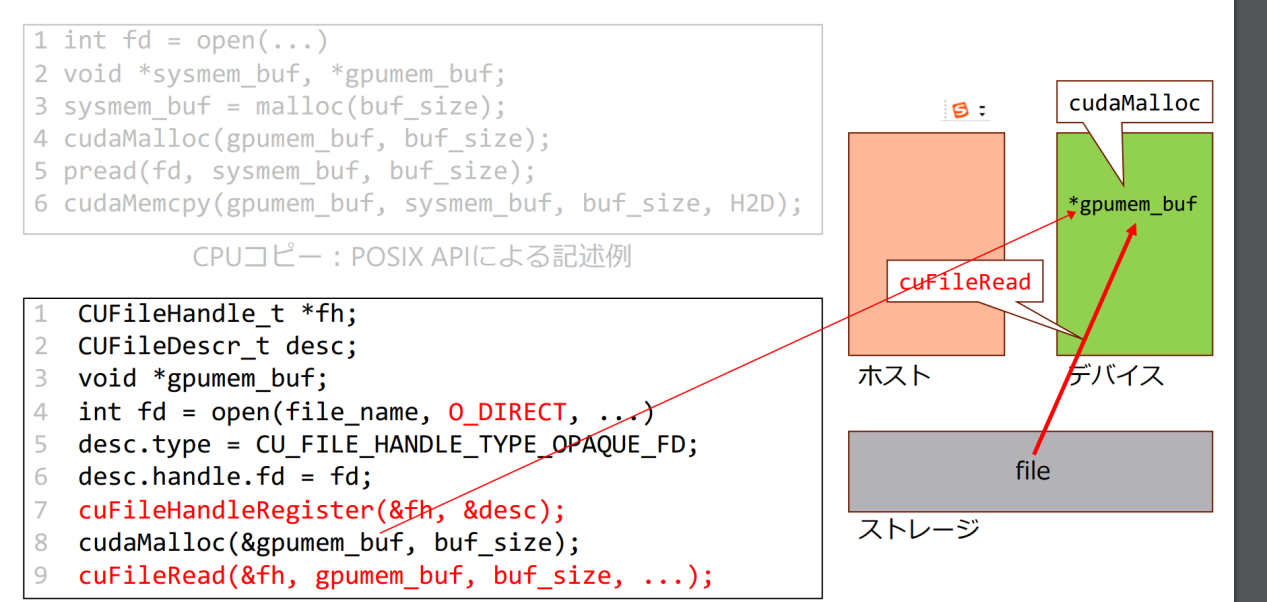 1 int fd = open(...)
2 void *sysmem_buf, *gpumem_buf;
3 sysmem_buf = malloc(buf_size);
4 cudaMalloc(gpumem_buf, buf_size);
5 pread(fd, sysmem_buf, buf_size);
6 cudaMemcpy(gpumem_buf, sysmem_buf, buf_size, H2D);
CPUコピー：POSIX APIによる記述例
1 CUFileHandle_t *fh;
2 CUFileDescr_t desc;
3 void *gpumem_buf;
4 int fd = open(file_name, O_DIRECT, ...)
5 desc.type = CU_FILE_HANDLE_TYPE_OPAQUE_FD;
6 desc.handle.fd = fd;
7 cuFileHandleRegister(&fh, &desc);
8 cudaMalloc(&gpumem_buf, buf_size);
9 cuFileRead(&fh, gpumem_buf, buf_size, ...);
cudaMalloc
*gpumem_buf
cuFileRead
ホスト
デバイス
file
ストレージ